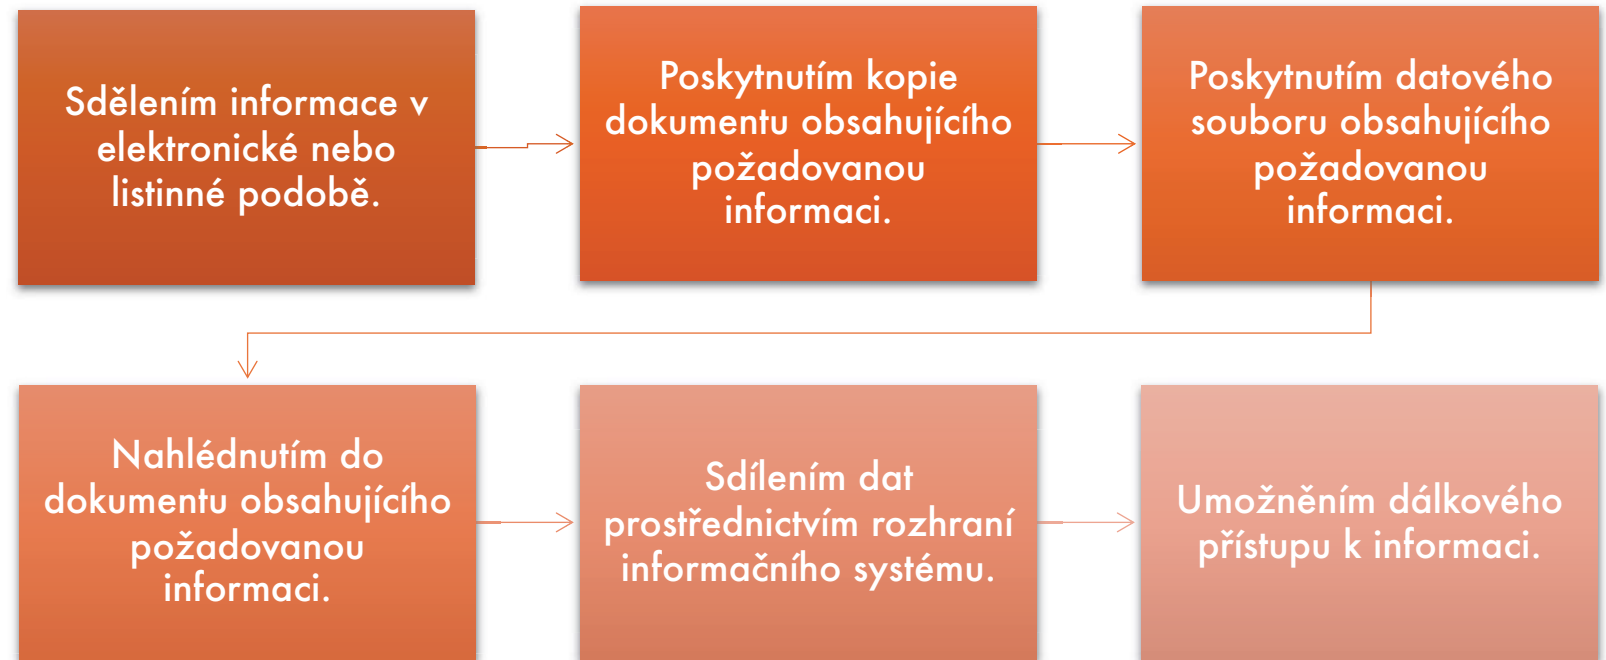 Sdělením informace v
elektronické nebo
listinné podobě.
Poskytnutím kopie
dokumentu obsahujícího
požadovanou
informaci.
Poskytnutím datového
souboru obsahujícího
požadovanou
informaci.
Nahlédnutím do
dokumentu obsahujícího
požadovanou
informaci.
Sdílením dat
prostřednictvím rozhraní
informačního systému.
Umožněním dálkového
přístupu k informaci.